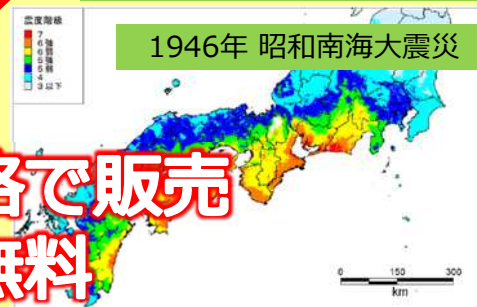 1946年 昭和南海大震災
震度階級
7
6強
6弱
5強
5弱
4
3以下
格で販売
無料
0 150 300
km